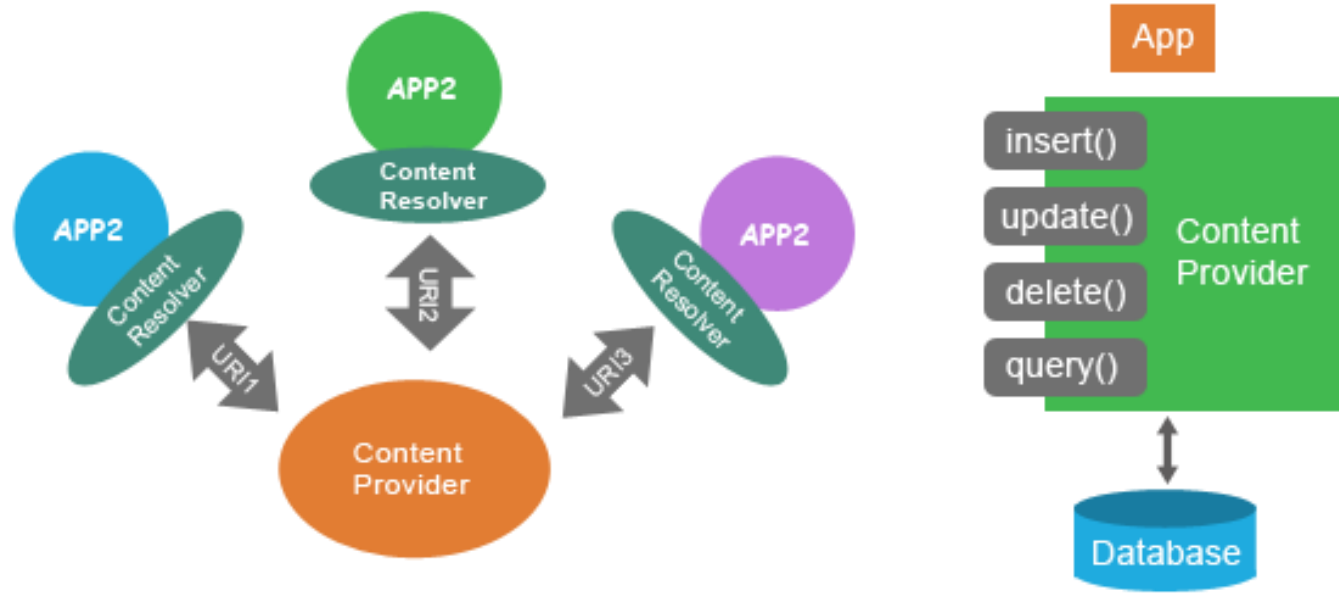 APP2
Content
Resolver
URI2
APP2
Content
Resolver
URI1
APP2
Content
Resolver
URI3
Content
Provider
App
insert()
update()
delete()
query()
Content
Provider
Database